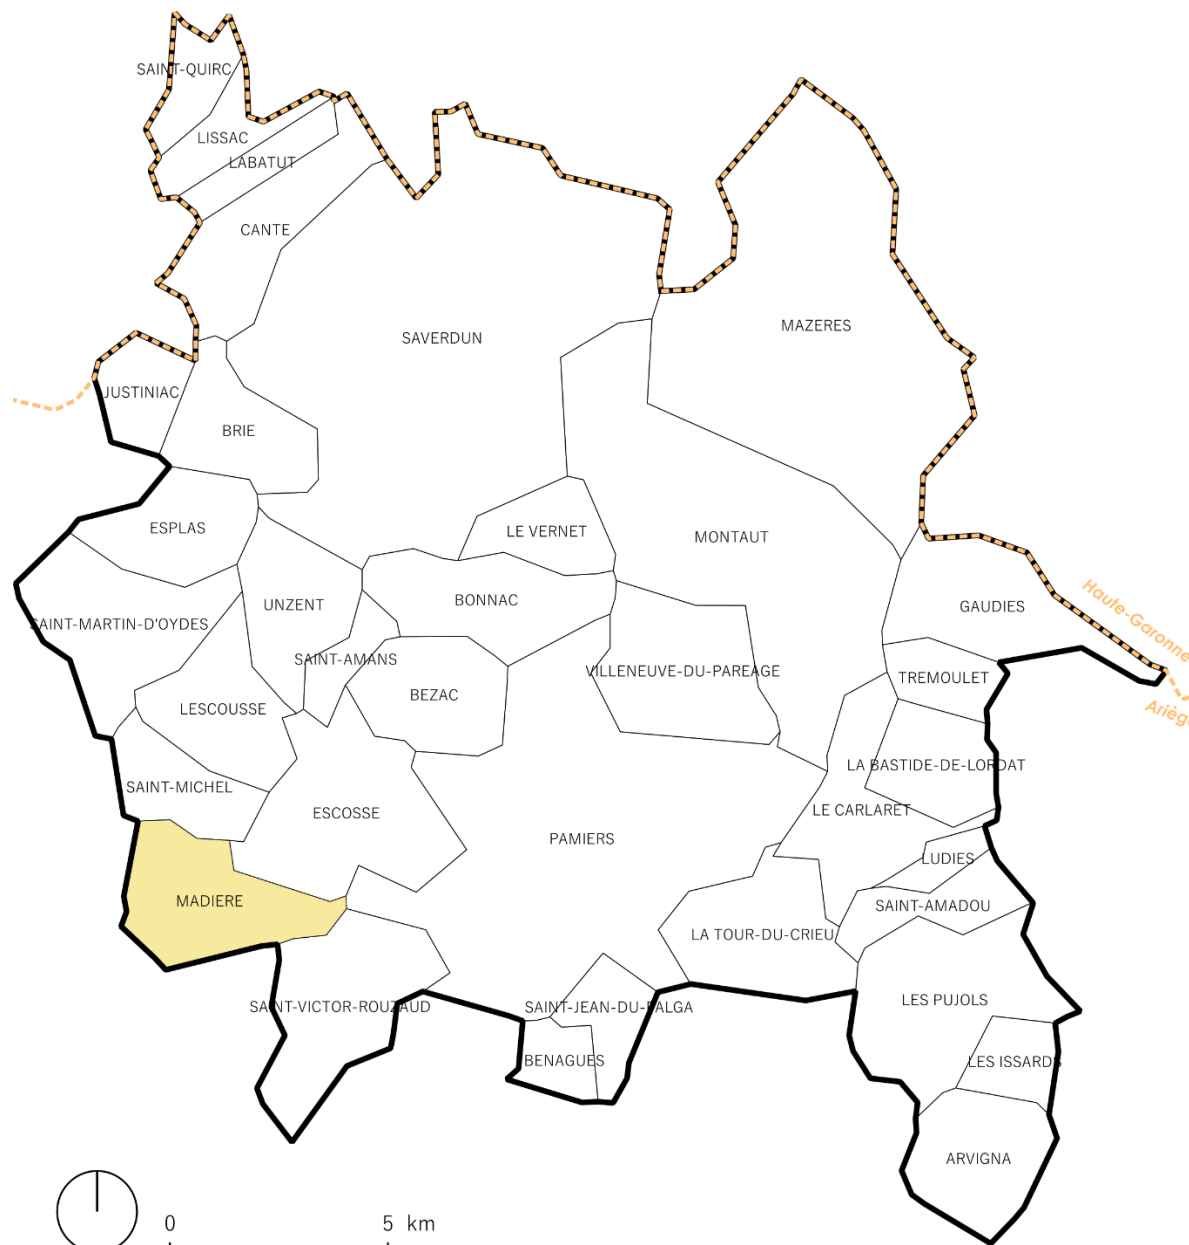 SAINT-QUIRC
LISSAC
LABATUT
CANTE
SAVERDUN
MAZERES
JUSTINIAC
BRIE
ESPLAS
LE VERNET
MONTAUT
UNZENT
BONNAC
GAUDIES
Haute-Garonne
SAINT-MARTIN-D'OYDES
SAINT-AMANS
VILLENEUVE-DU-PAREAGE
TREMOULET
BEZAC
LESCOUSSE
Arièg
LA BASTIDE-DE-LORDAT
SAINT-MICHEL
ESCOSSE
LE CARLARET
PAMIERS
LUDIES
MADIERE
SAINT-AMADOU
LA TOUR-DU-CRIEU
LES PUJOLS
SAINT-VICTOR-ROUZAUD
SAINT-JEAN-DU-FALGA
BENAGUES
LES ISSARDS
ARVIGNA
0 5 km